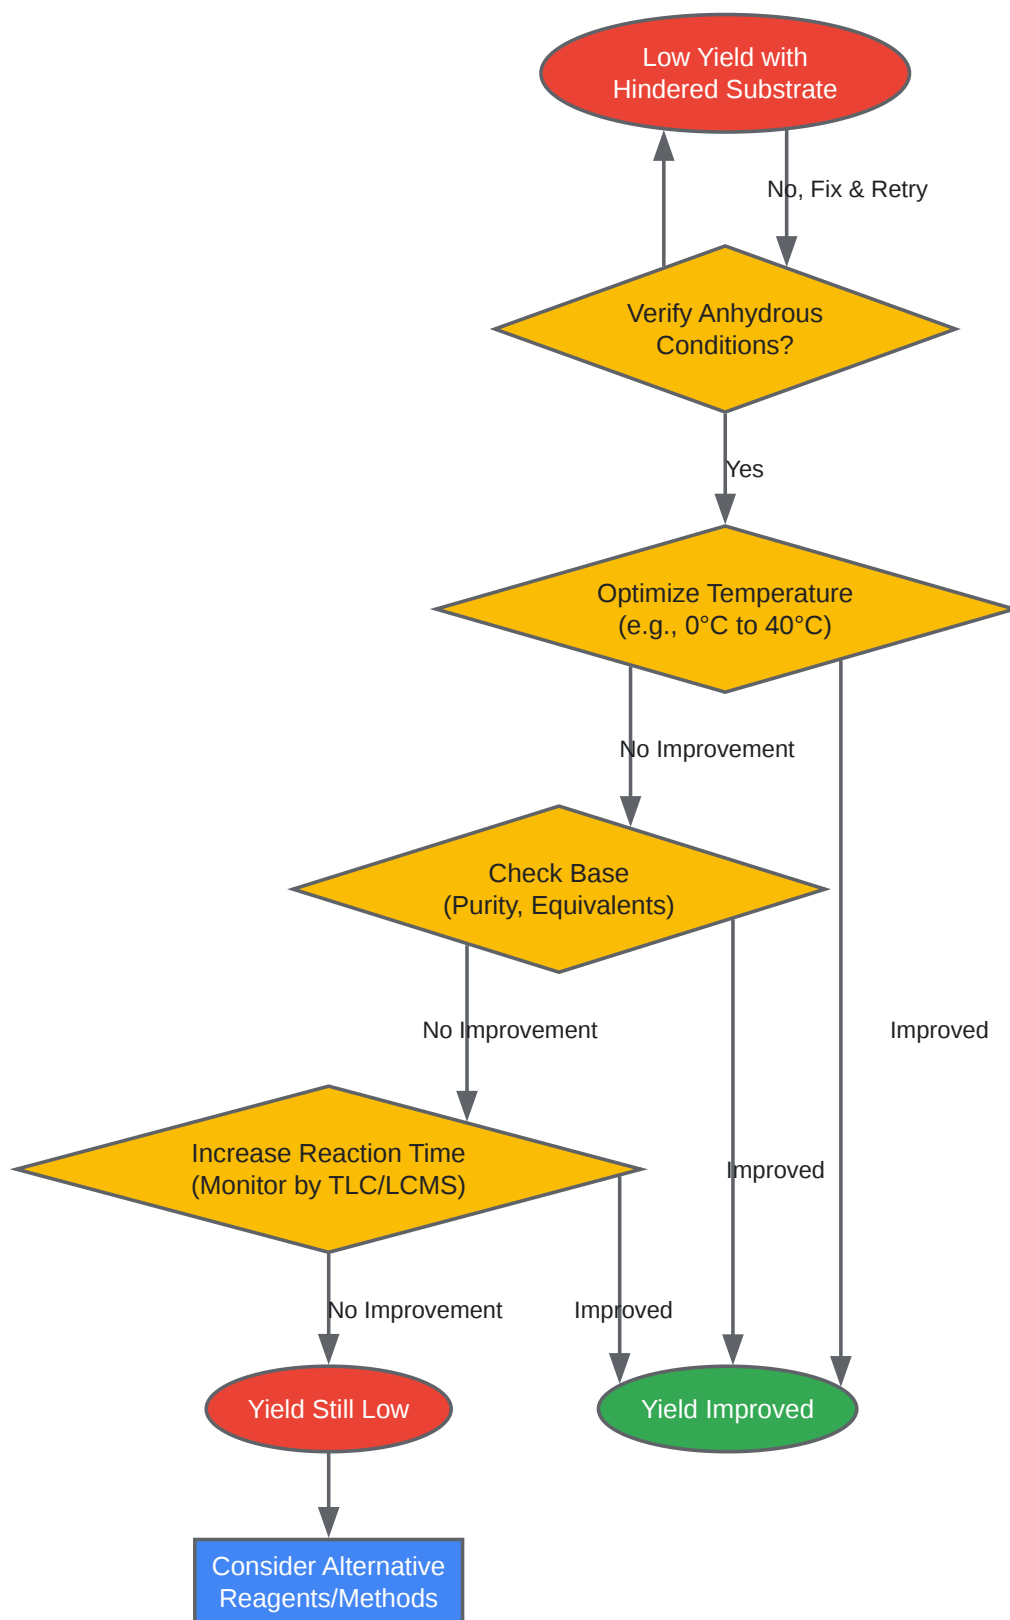 Low Yield with
Hindered Substrate
No, Fix & Retry
Verify Anhydrous
Conditions?
Yes
Optimize Temperature
(e.g., 0°C to 40°C)
No Improvement
Check Base
(Purity, Equivalents)
No Improvement
Improved
Increase Reaction Time
(Monitor by TLC/LCMS)
Improved
No Improvement
Improved
Yield Still Low
Yield Improved
Consider Alternative
Reagents/Methods